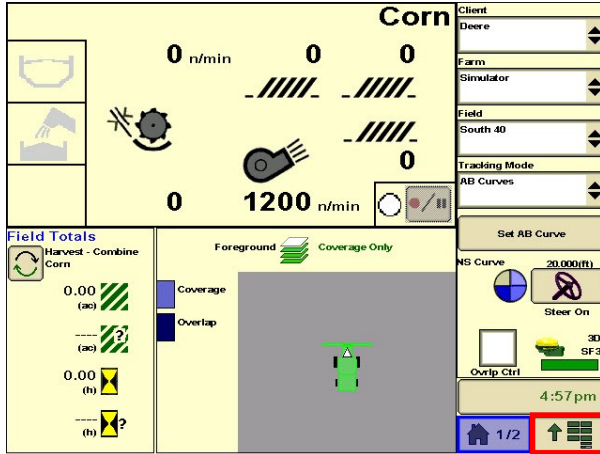 Corn
0 n/min 0 0
0
0 1200 n/min
Field Totals
Harvest - Combine
Corn
0.00
(ac)
----
(ac)
?
0.00
(h)
----
(h)
?
Foreground Coverage Only
Coverage
Overlap
Client
Deere
Farm
Simulator
Field
South 40
Tracking Mode
AB Curves
Set AB Curve
NS Curve 20.000(ft)
Steer On
3D
SF3
Ovrlp Ctrl
4:57pm
1/2